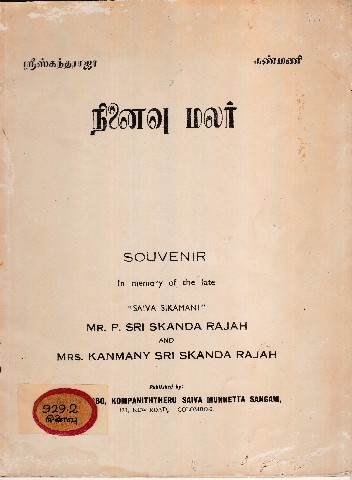 ஸ்ரீஸ்கந்தராஜா கண்மணி
நினைவு மலர்
SOUVENIR
In memory of the late
"SAIVA SIKAMANI"
MR. P. SRI SKANDA RAJAH
AND
MRS. KANMANY SRI SKANDA RAJAH
Published by:
KOMPANITHTHERU SAIVA MUNNETTA SANGAM,
NEW ROAD, COLOMBO
929.2
நினைவு